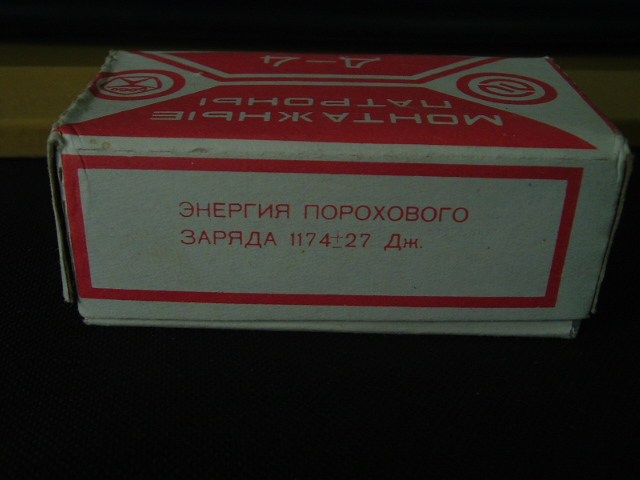 Д-4
МОНТАЖНЫЕ
ПАТРОНЫ
ЭНЕРГИЯ ПОРОХОВОГО
ЗАРЯДА 1174±27 Дж.